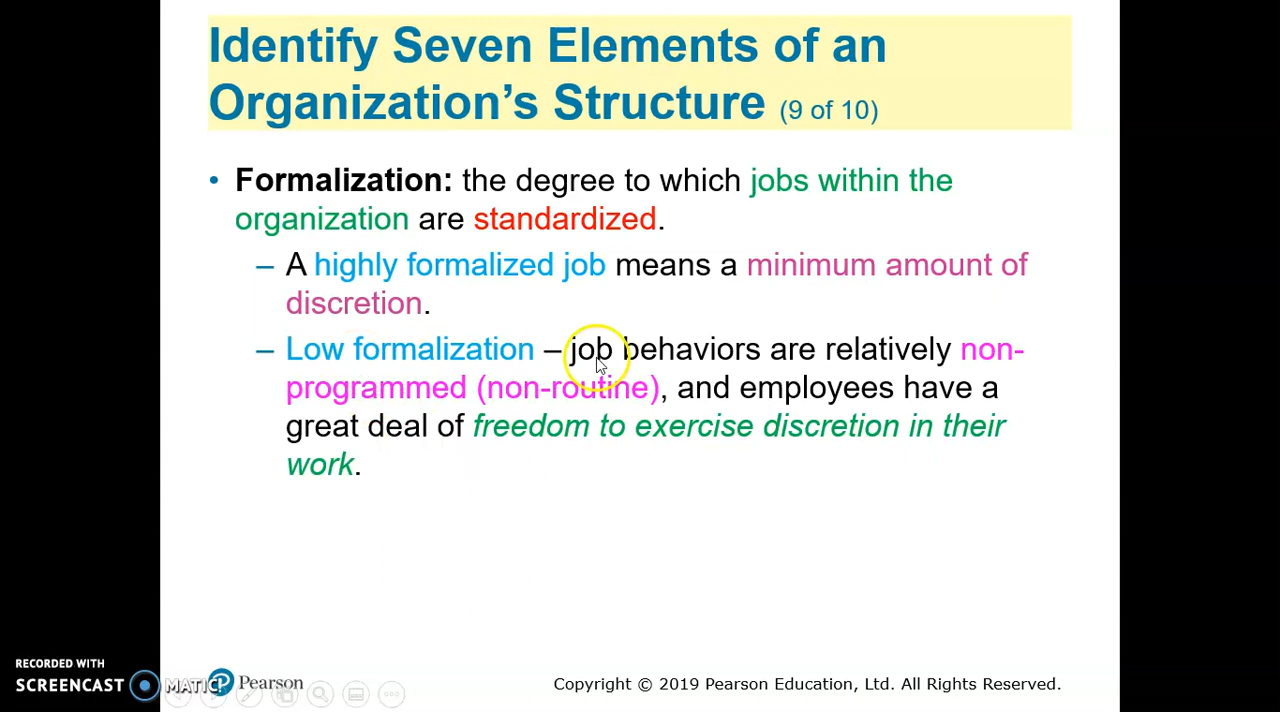 Identify Seven Elements of an
Organization's Structure (9 of 10)
• Formalization: the degree to which jobs within the
organization are standardized.
– A highly formalized job means a minimum amount of
discretion.
– Low formalization – job behaviors are relatively non-
programmed (non-routine), and employees have a
great deal of freedom to exercise discretion in their
work.
RECORDED WITH
SCREENCAST MATIC
Pearson
Copyright © 2019 Pearson Education, Ltd. All Rights Reserved.